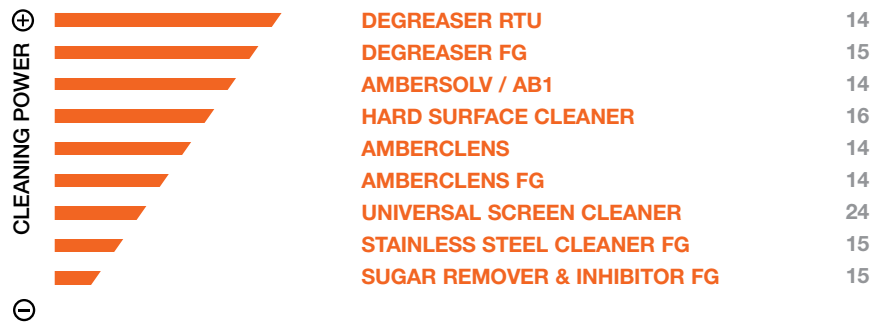 CLEANING POWER
DEGREASER RTU 14
DEGREASER FG 15
AMBERSOLV / AB1 14
HARD SURFACE CLEANER 16
AMBERCLENS 14
AMBERCLENS FG 14
UNIVERSAL SCREEN CLEANER 24
STAINLESS STEEL CLEANER FG 15
SUGAR REMOVER & INHIBITOR FG 15